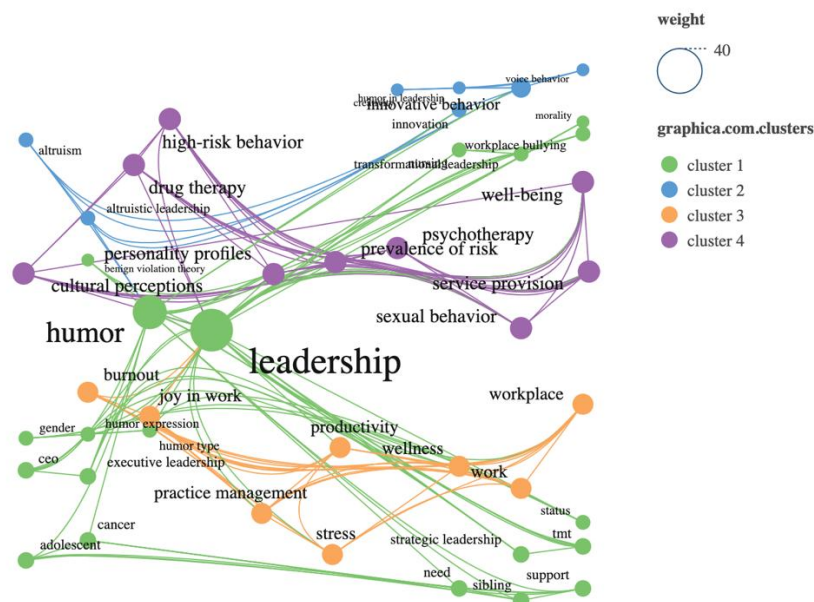 weight
40
graphica.com.clusters
cluster 1
cluster 2
cluster 3
cluster 4
voice behavior
humor in leadership
innovative behavior
morality
innovation
workplace bullying
high-risk behavior
altruism
transformational leadership
drug therapy
well-being
altruistic leadership
psychotherapy
personality profiles
prevalence of risk
benign violation theory
cultural perceptions
service provision
sexual behavior
humor
leadership
burnout
joy in work
workplace
gender
humor expression
productivity
humor type
wellness
ceo
executive leadership
work
practice management
status
cancer
stress
strategic leadership
tmt
adolescent
need
sibling
support